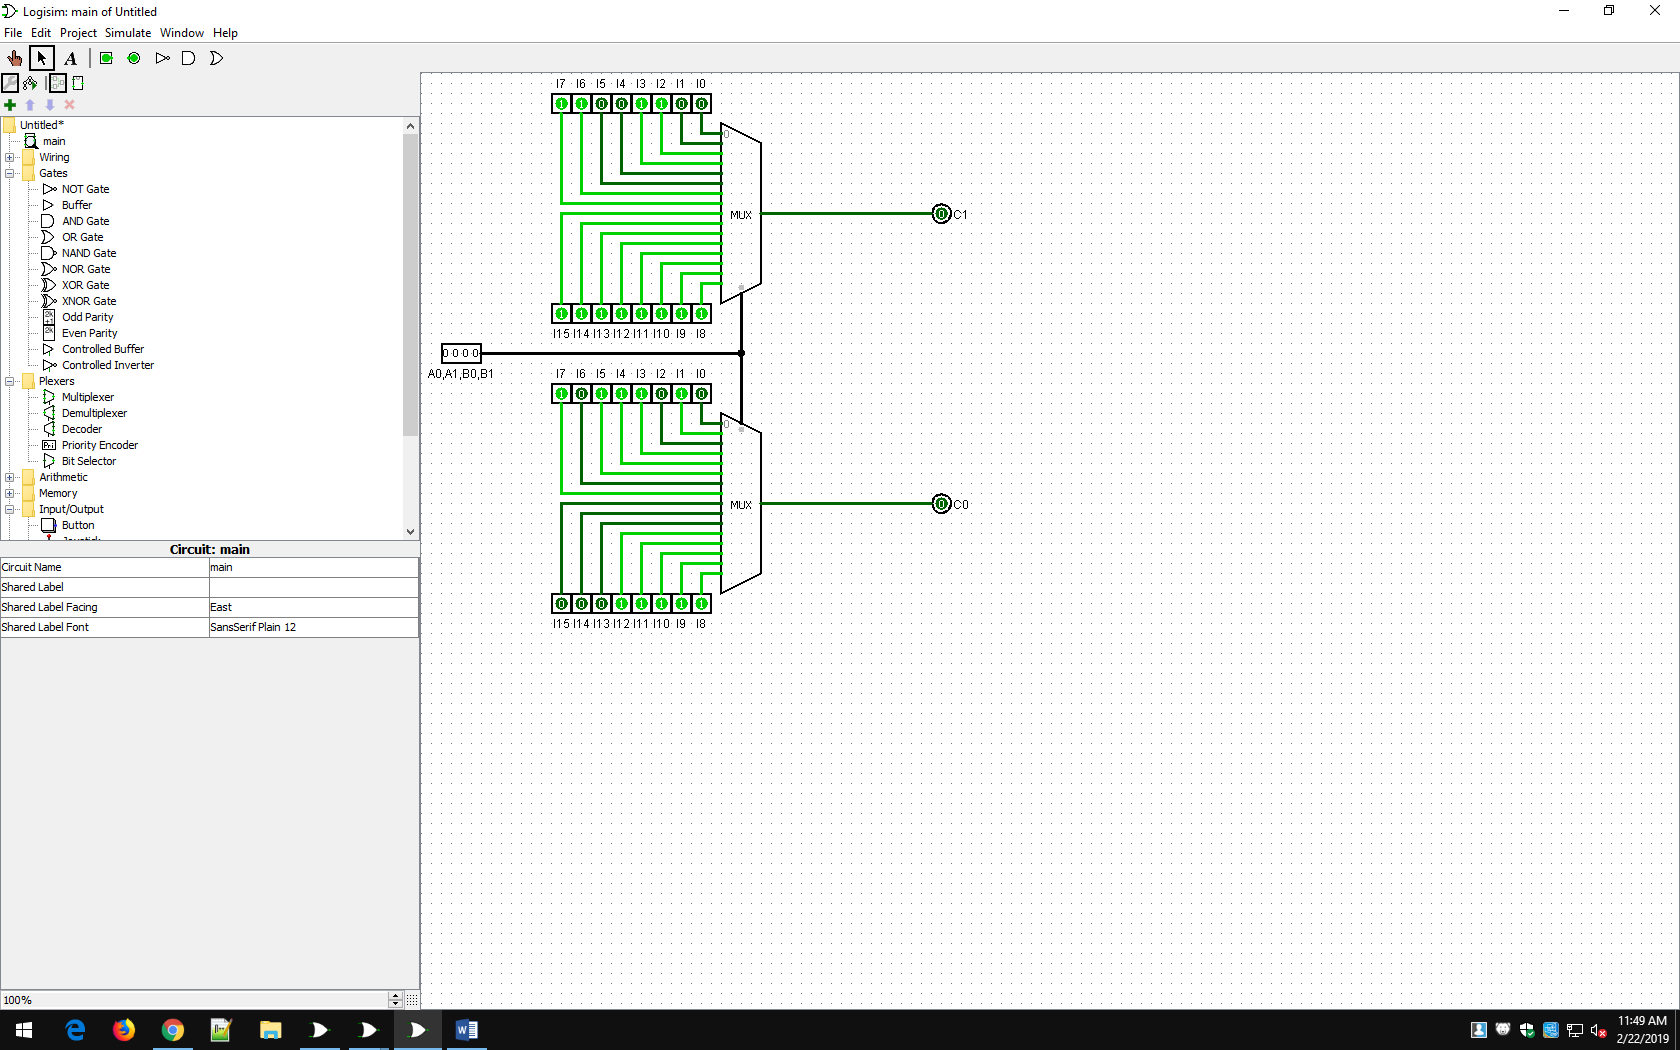 Logisim: main of Untitled
File Edit Project Simulate Window Help
A
Untitled*
main
Wiring
Gates
NOT Gate
Buffer
AND Gate
OR Gate
NAND Gate
NOR Gate
XOR Gate
XNOR Gate
Odd Parity
Even Parity
Controlled Buffer
Controlled Inverter
Plexers
Multiplexer
Demultiplexer
Decoder
Pri Priority Encoder
Bit Selector
Arithmetic
Memory
Input/Output
Button
Circuit: main
Circuit Name main
Shared Label
Shared Label Facing East
Shared Label Font SansSerif Plain 12
100%
I7 I6 I5 I4 I3 I2 I1 I0
1 1 0 0 1 1 0 0
0
MUX
0 C1
1 1 1 1 1 1 1 1
I15 I14 I13 I12 I11 I10 I9 I8
0 0 0 0
A0,A1,B0,B1
I7 I6 I5 I4 I3 I2 I1 I0
1 0 1 1 1 0 1 0
0
MUX
0 C0
0 0 0 1 1 1 1 1
I15 I14 I13 I12 I11 I10 I9 I8
11:49 AM
2/22/2019